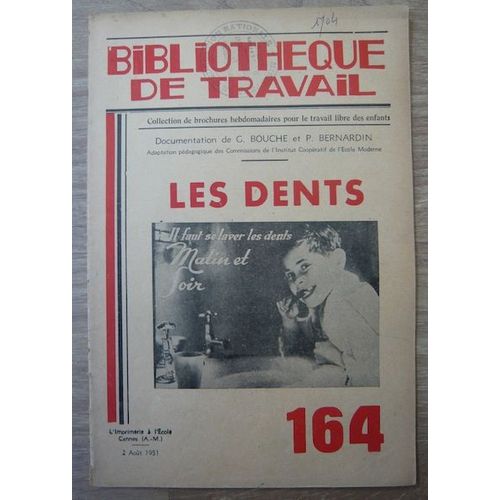 1704
BIBLIOTHEQUE
DE TRAVAIL
Collection de brochures hebdomadaires pour le travail libre des enfants
Documentation de G. BOUCHE et P. BERNARDIN
Adaptation pédagogique des Commissions de l'Institut Coopératif de l'Ecole Moderne
LES DENTS
Il faut se laver les dents
Matin et
soir
L'Imprimerie à l'École
Cannes (A.-M.)
2 Août 1951
164